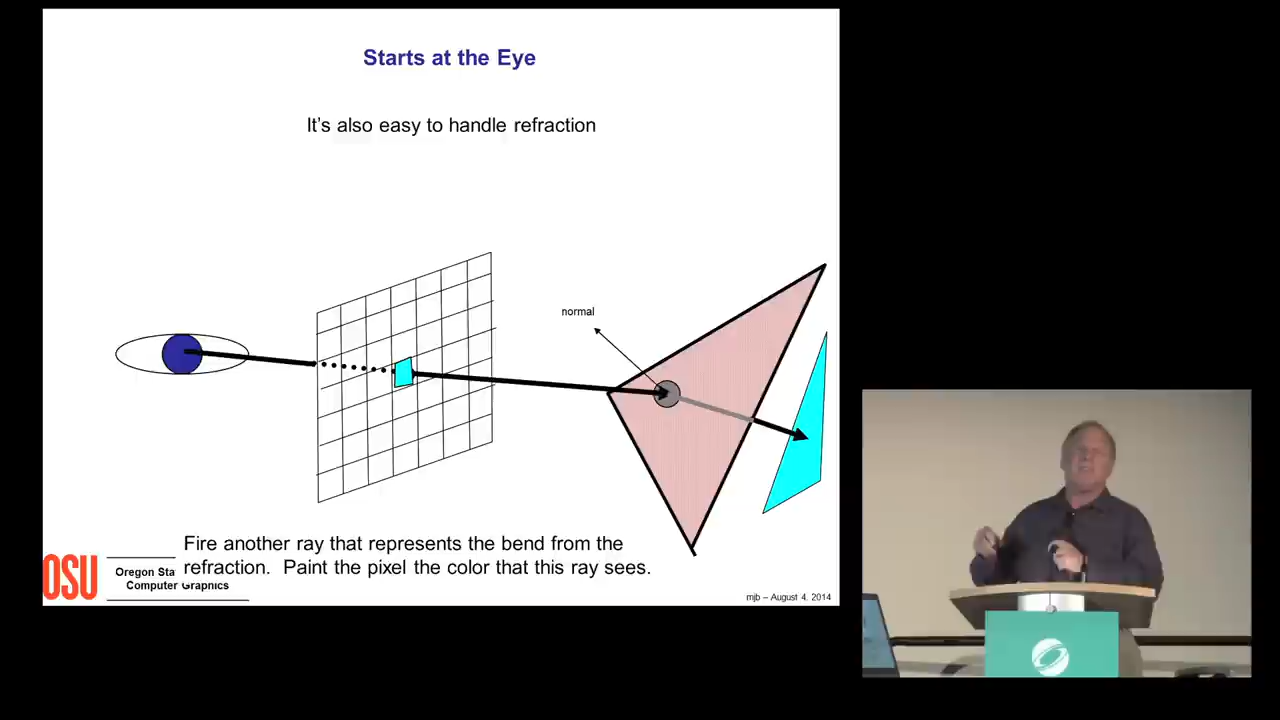 Starts at the Eye
It’s also easy to handle refraction
normal
Fire another ray that represents the bend from the
refraction.  Paint the pixel the color that this ray sees.
OSU
Oregon Sta
Computer Graphics
mjb – August 4, 2014